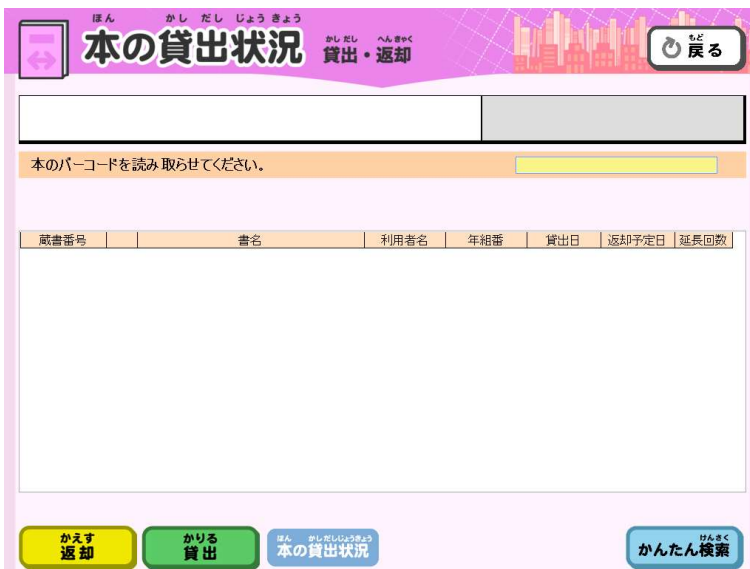 ほん かし だし じょう きょう
本の貸出状況
かし だし へん きゃく
貸出・返却
もど
戻る
本のバーコードを読み取らせてください。
蔵書番号 書名 利用者名 年組番 貸出日 返却予定日 延長回数
かえす
返却
かりる
貸出
ほん かしだしじょうきょう
本の貸出状況
けんさく
かんたん検索